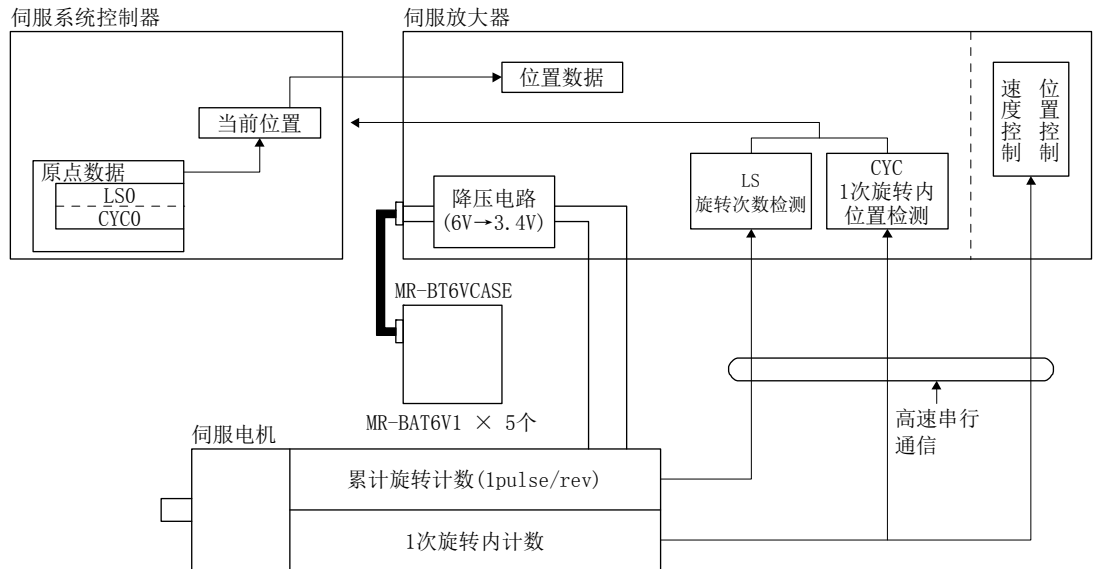 伺服系统控制器
伺服放大器
位置数据
当前位置
原点数据
LS0
CYC0
降压电路
(6V→3.4V)
LS
旋转次数检测
CYC
1次旋转内
位置检测
位置控制
速度控制
MR-BT6VCASE
MR-BAT6V1 × 5个
高速串行
通信
伺服电机
累计旋转计数(1pulse/rev)
1次旋转内计数